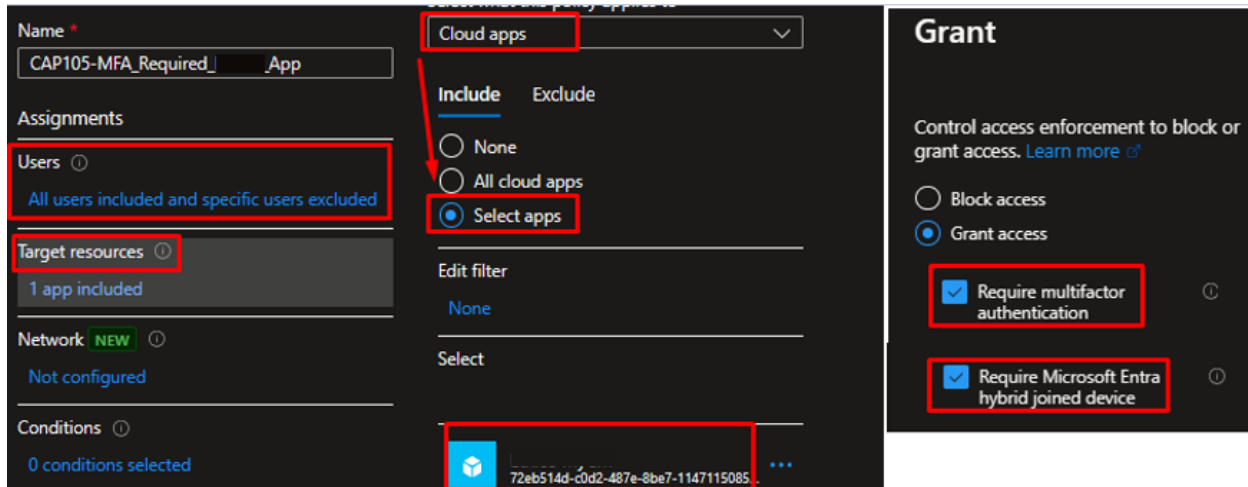 Name *
CAP105-MFA_Required_ _App
Assignments
Users
All users included and specific users excluded
Target resources
1 app included
Network NEW
Not configured
Conditions
0 conditions selected
Cloud apps
Include Exclude
None
All cloud apps
Select apps
Edit filter
None
Select
72eb514d-c0d2-487e-8be7-1147115085...
Grant
Control access enforcement to block or
grant access. Learn more
Block access
Grant access
Require multifactor
authentication
Require Microsoft Entra
hybrid joined device